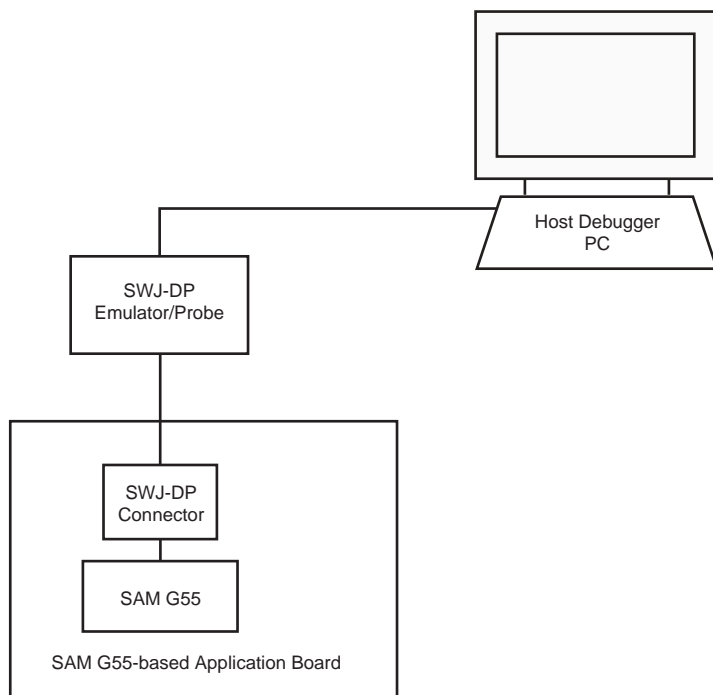 Host Debugger
PC
SWJ-DP
Emulator/Probe
SWJ-DP
Connector
SAM G55
SAM G55-based Application Board